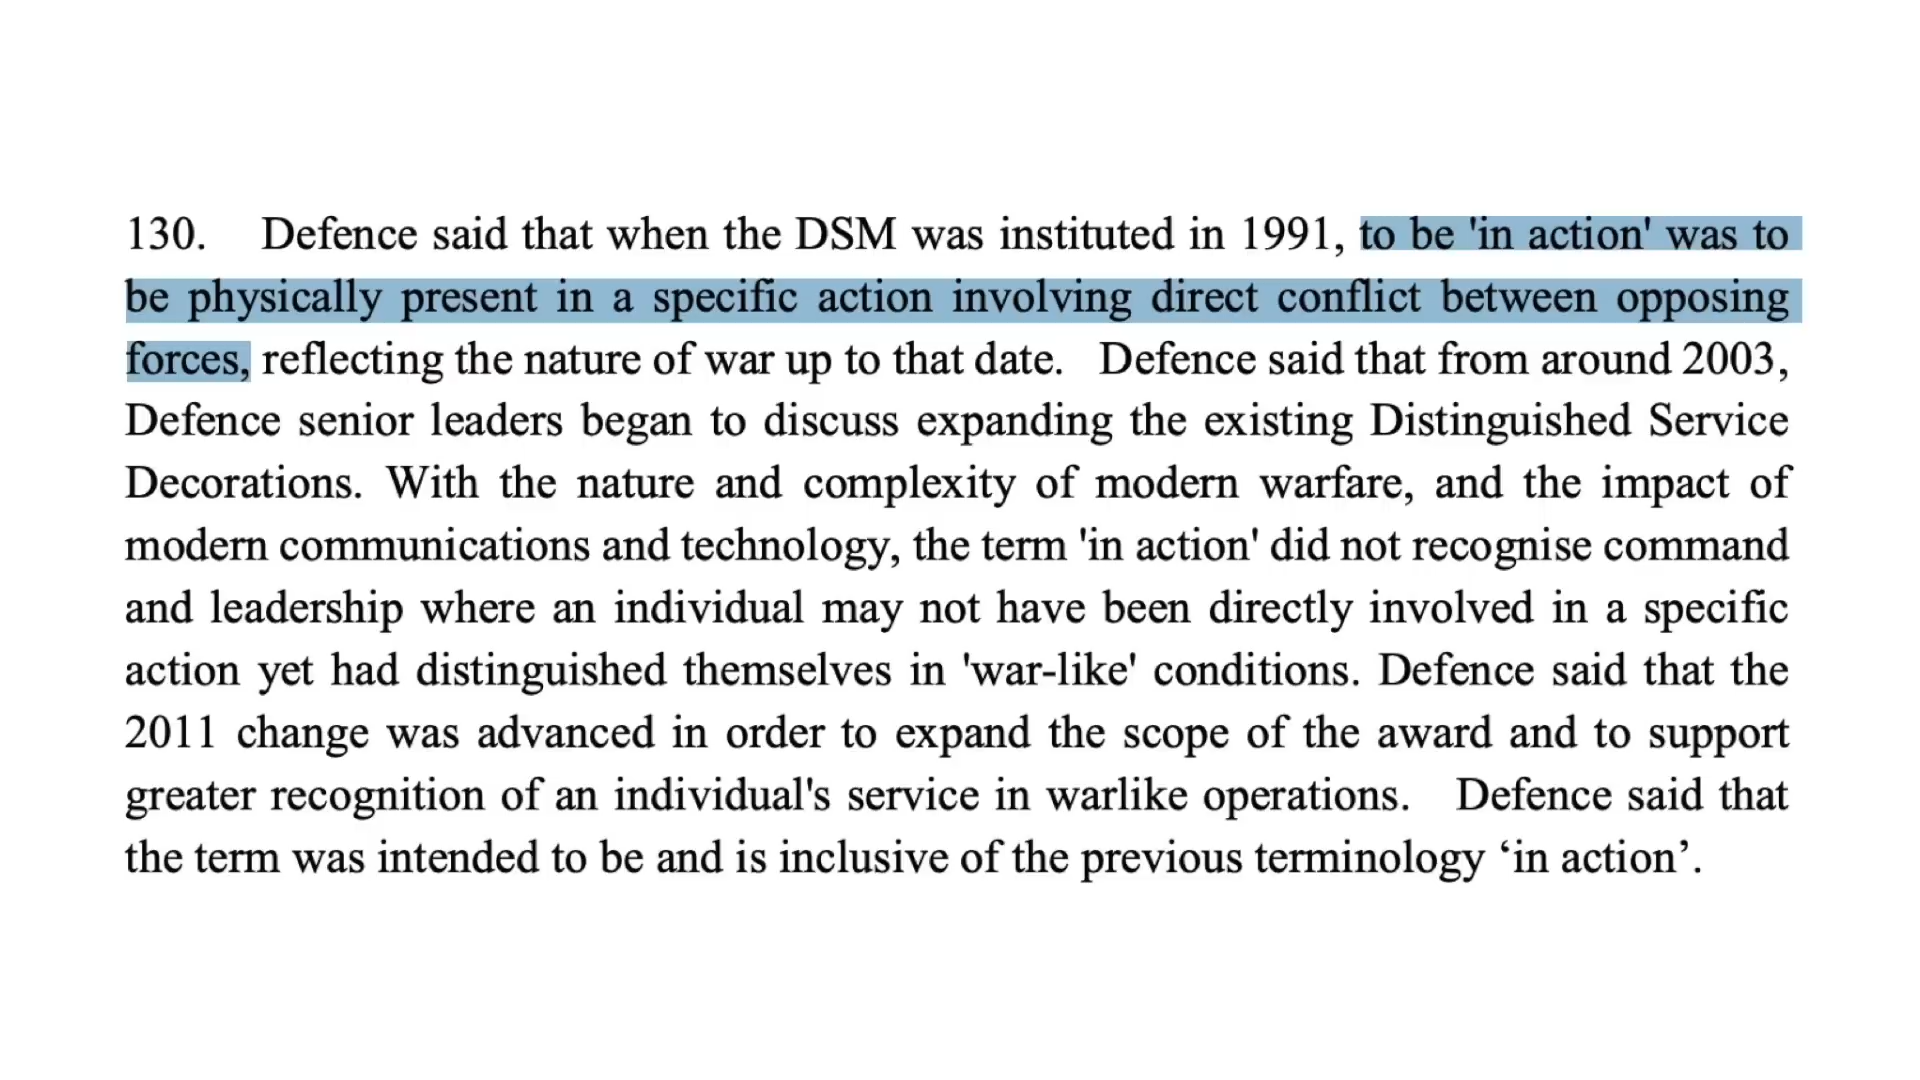 130. Defence said that when the DSM was instituted in 1991, to be 'in action' was to
be physically present in a specific action involving direct conflict between opposing
forces, reflecting the nature of war up to that date. Defence said that from around 2003,
Defence senior leaders began to discuss expanding the existing Distinguished Service
Decorations. With the nature and complexity of modern warfare, and the impact of
modern communications and technology, the term 'in action' did not recognise command
and leadership where an individual may not have been directly involved in a specific
action yet had distinguished themselves in 'war-like' conditions. Defence said that the
2011 change was advanced in order to expand the scope of the award and to support
greater recognition of an individual's service in warlike operations. Defence said that
the term was intended to be and is inclusive of the previous terminology ‘in action’.